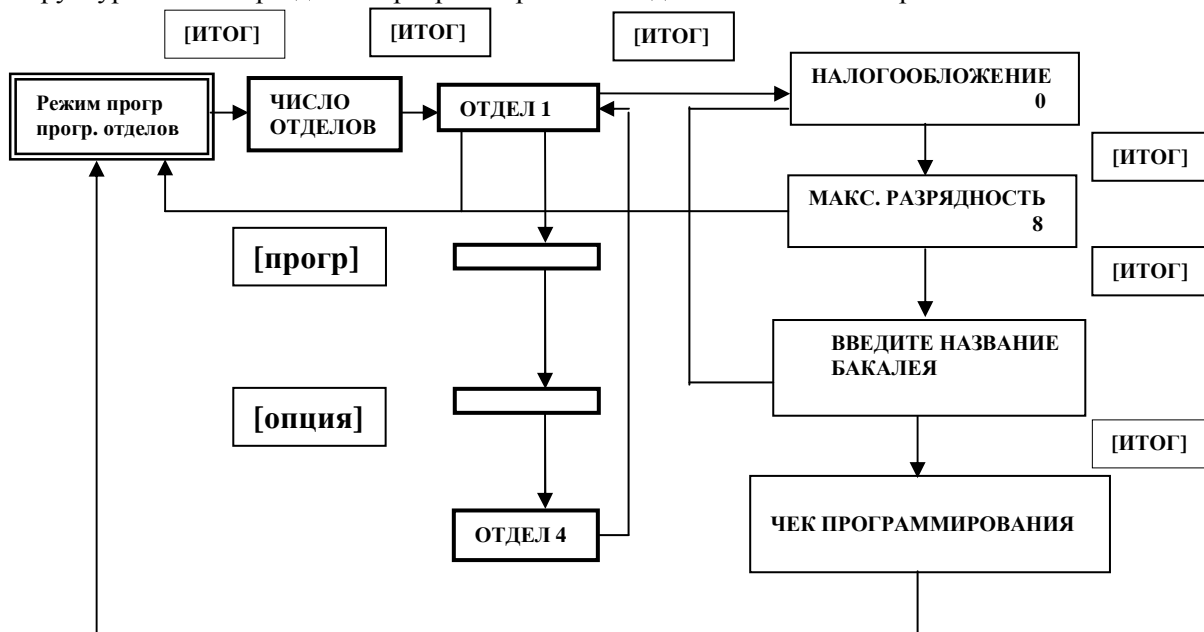 [ИТОГ]
[ИТОГ]
[ИТОГ]
Режим прогр
прогр. отделов
ЧИСЛО
ОТДЕЛОВ
ОТДЕЛ 1
НАЛОГООБЛОЖЕНИЕ
0
[ИТОГ]
МАКС. РАЗРЯДНОСТЬ
8
[прогр]
[ИТОГ]
ВВЕДИТЕ НАЗВАНИЕ
БАКАЛЕЯ
[опция]
[ИТОГ]
ОТДЕЛ 4
ЧЕК ПРОГРАММИРОВАНИЯ